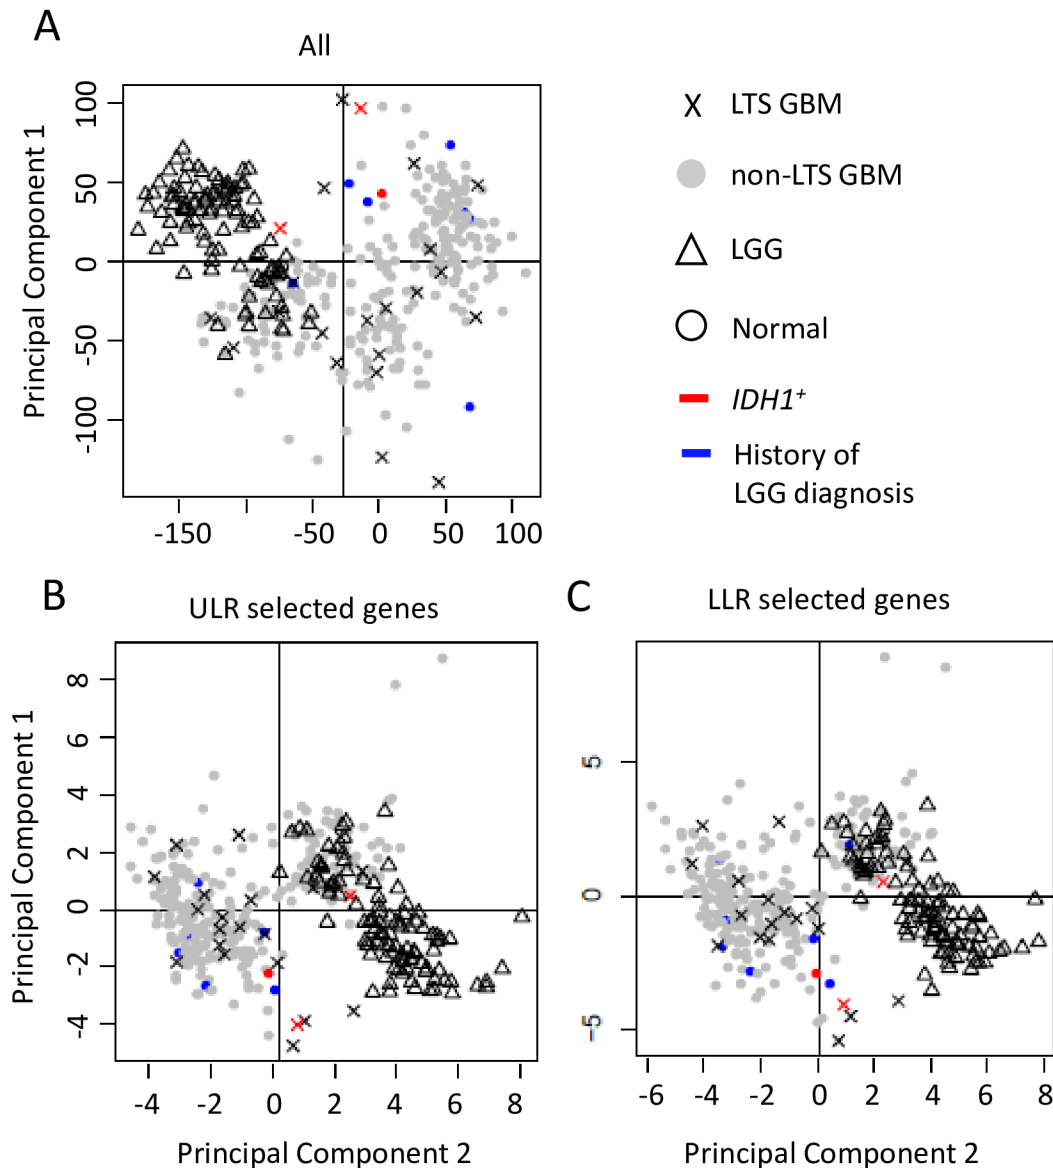 A
All
Principal Component 1
100
50
0
-50
-100
-150
-50
0
50
100
X LTS GBM
non-LTS GBM
LGG
Normal
IDH1⁺
History of
LGG diagnosis
B
ULR selected genes
Principal Component 1
8
6
4
2
0
-2
-4
-4
-2
0
2
4
6
8
Principal Component 2
C
LLR selected genes
5
0
-5
-6
-4
-2
0
2
4
6
8
Principal Component 2